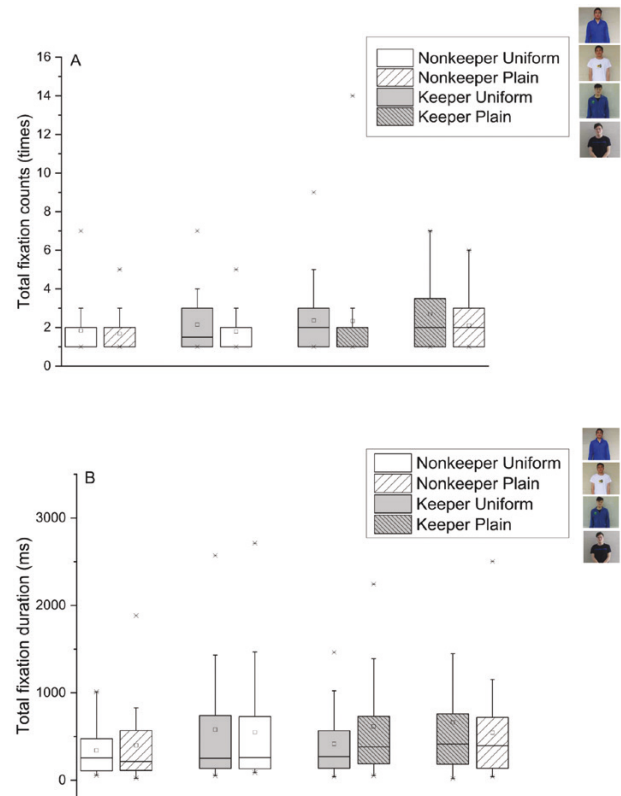 A
Nonkeeper Uniform
Nonkeeper Plain
Keeper Uniform
Keeper Plain
Total fixation counts (times)
16
14
12
10
8
6
4
2
0
B
Nonkeeper Uniform
Nonkeeper Plain
Keeper Uniform
Keeper Plain
Total fixation duration (ms)
3000
2000
1000
0